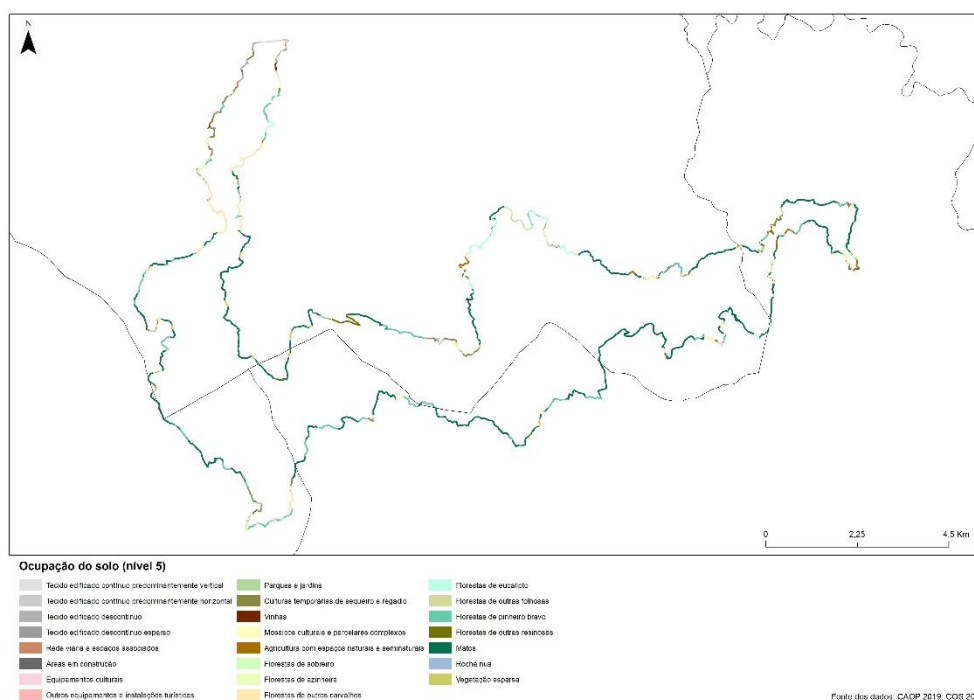 N
0 2,25 4.5 Km
Ocupação do solo (nível 5)
Tecido edificado contínuo predominantemente vertical
Tecido edificado contínuo predominantemente horizontal
Tecido edificado descontínuo
Tecido edificado descontínuo esparso
Rede viária e espaços associados
Áreas em construção
Equipamentos culturais
Outros equipamentos e instalações turísticas
Parques e jardins
Culturas temporárias de sequeiro e regadio
Vinhas
Mosaicos culturais e parcelares complexos
Agricultura com espaços naturais e seminaturais
Florestas de sobreiro
Florestas de azinheira
Florestas de outros carvalhos
Florestas de eucalipto
Florestas de outras folhosas
Florestas de pinheiro bravo
Florestas de outras resinosas
Matos
Rocha nua
Vegetação esparsa
Fonte dos dados: CAOP 2019; COS 20